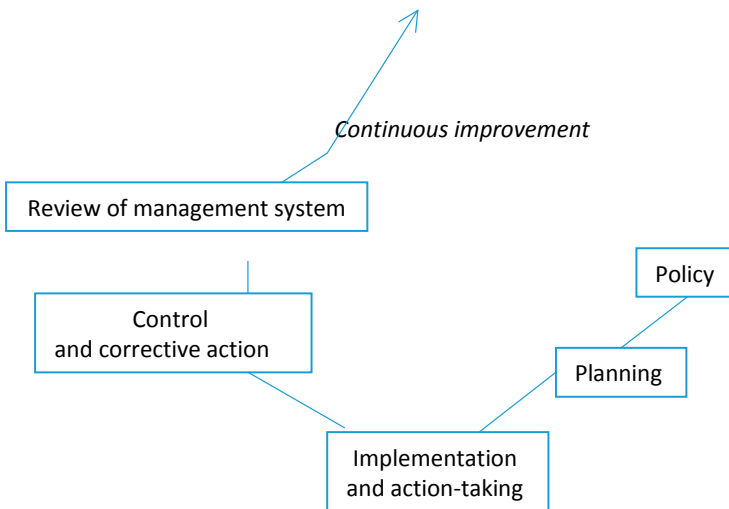 Continuous improvement
Review of management system
Policy
Control
and corrective action
Planning
Implementation
and action-taking